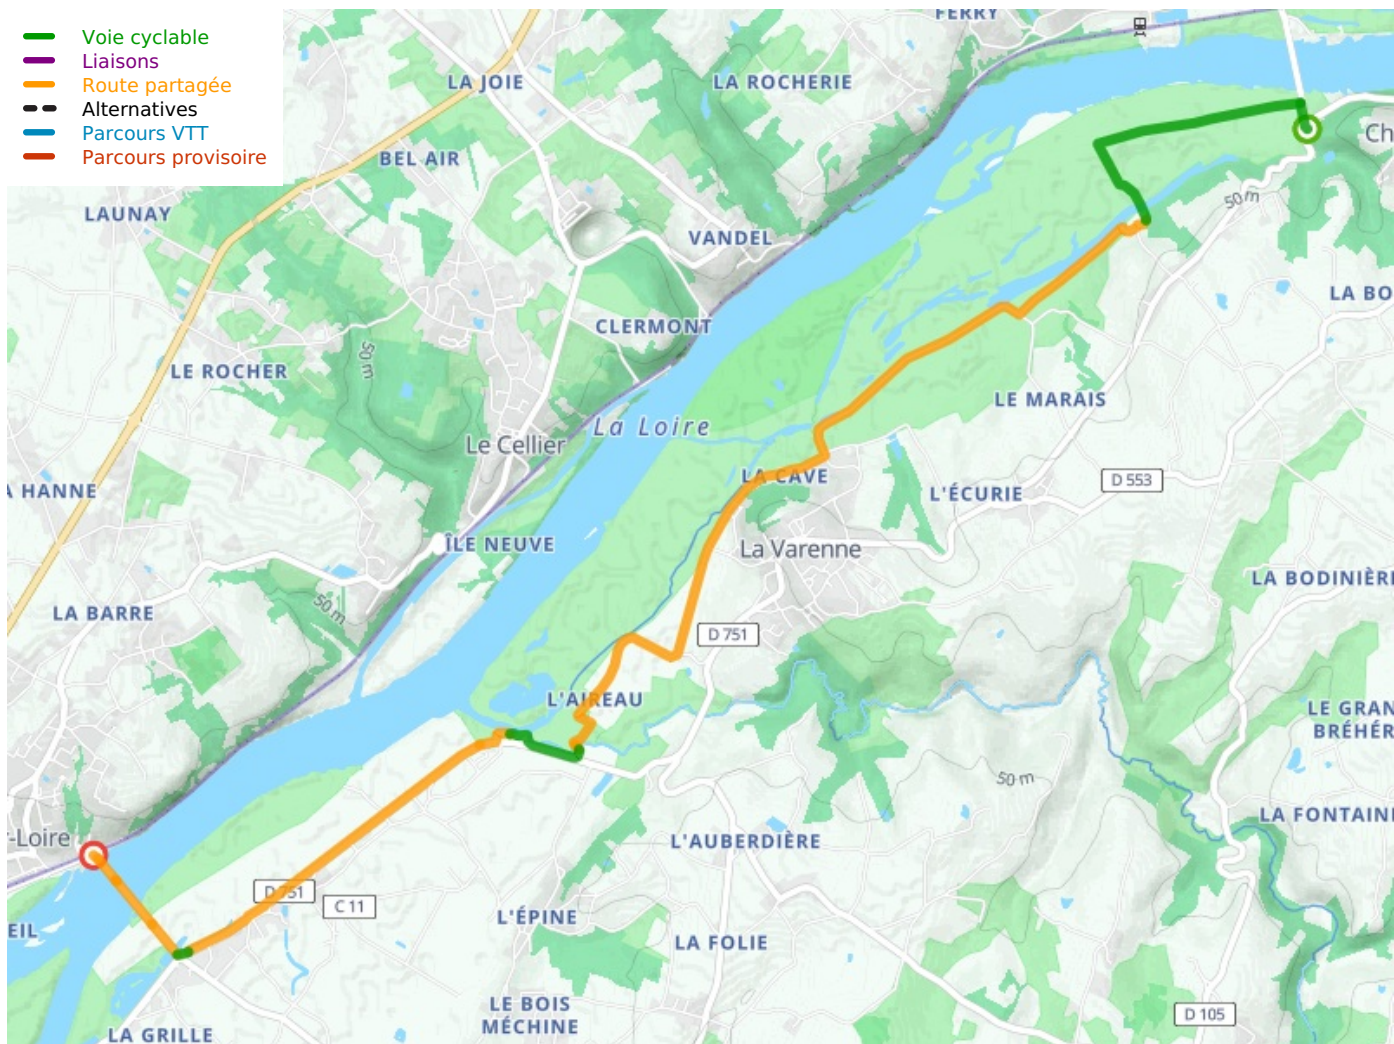 Voie cyclable
Liaisons
Route partagée
Alternatives
Parcours VTT
Parcours provisoire
FERRY
LA JOIE
LA ROCHERIE
Ch
BEL AIR
50 m
LAUNAY
VANDEL
LA BO
CLERMONT
50 m
LE ROCHER
LE MARAIS
La Loire
Le Cellier
LA CAVE
D 553
A HANNE
L'ÉCURIE
ÎLE NEUVE
La Varenne
LA BODINIÈR
50 m
LA BARRE
D 751
L'AIREAU
LE GRAN
BRÉHÉR
50 m
LA FONTAIN
-Loire
L'AUBERDIÈRE
D 751
C 11
L'ÉPINE
EIL
LA FOLIE
LE BOIS
MÉCHINE
D 105
LA GRILLE